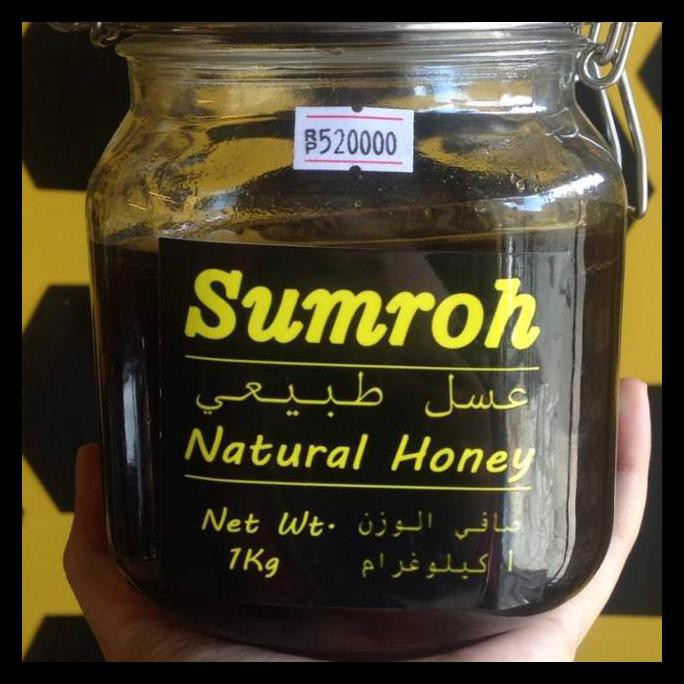 RP520000
Sumroh
عسل طبيعي
Natural Honey
Net Wt. صافي الوزن
1Kg ١ كيلوغرام